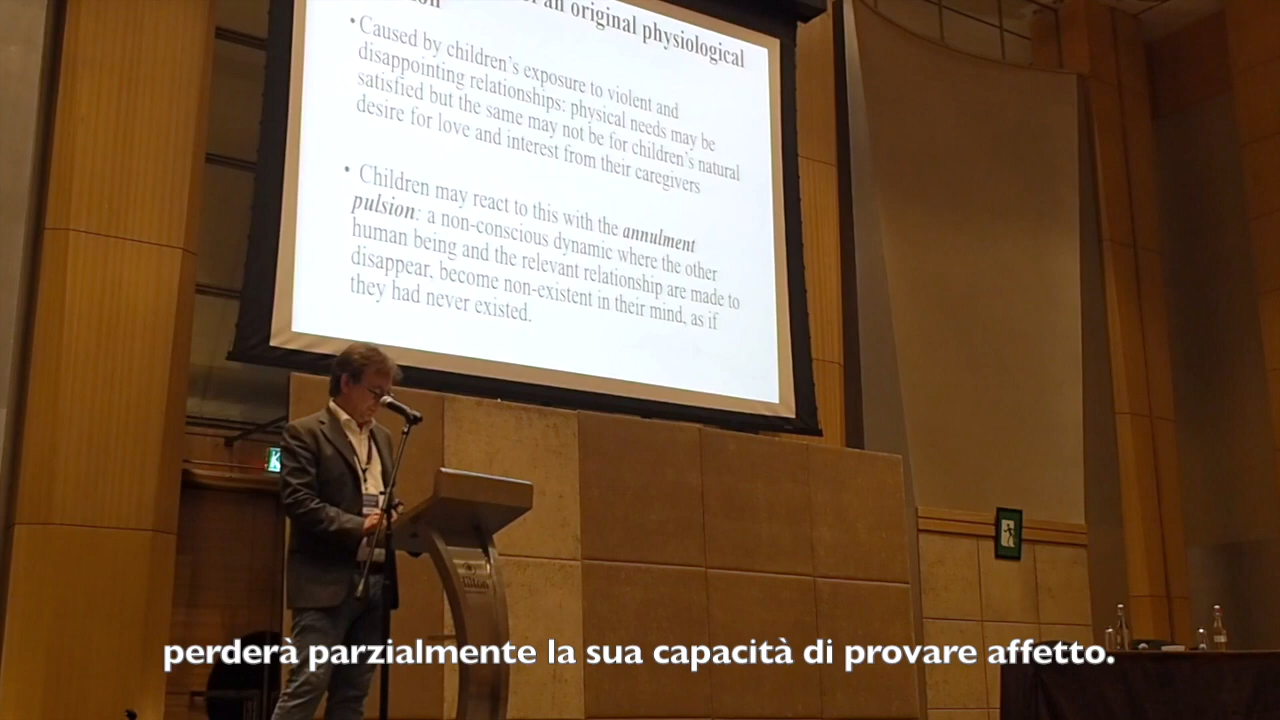 an original physiological
• Caused by children's exposure to violent and
disappointing relationships: physical needs may be
satisfied but the same may not be for children's natural
desire for love and interest from their caregivers
• Children may react to this with the annulment
pulsion: a non-conscious dynamic where the other
human being and the relevant relationship are made to
disappear, become non-existent in their mind, as if
they had never existed.
Hilton
perderà parzialmente la sua capacità di provare affetto.